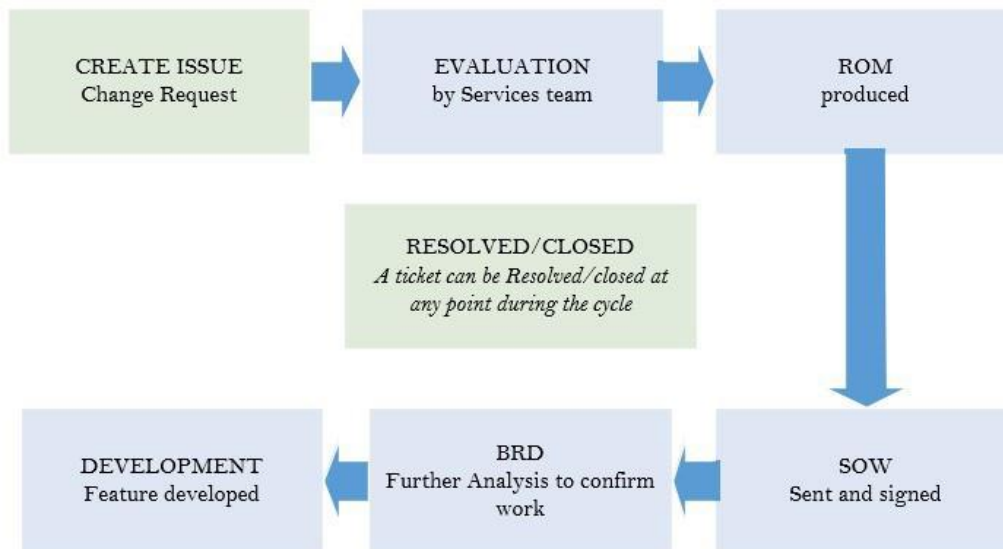 CREATE ISSUE
Change Request
EVALUATION
by Services team
ROM
produced
RESOLVED/CLOSED
A ticket can be Resolved/closed at
any point during the cycle
DEVELOPMENT
Feature developed
BRD
Further Analysis to confirm
work
SOW
Sent and signed